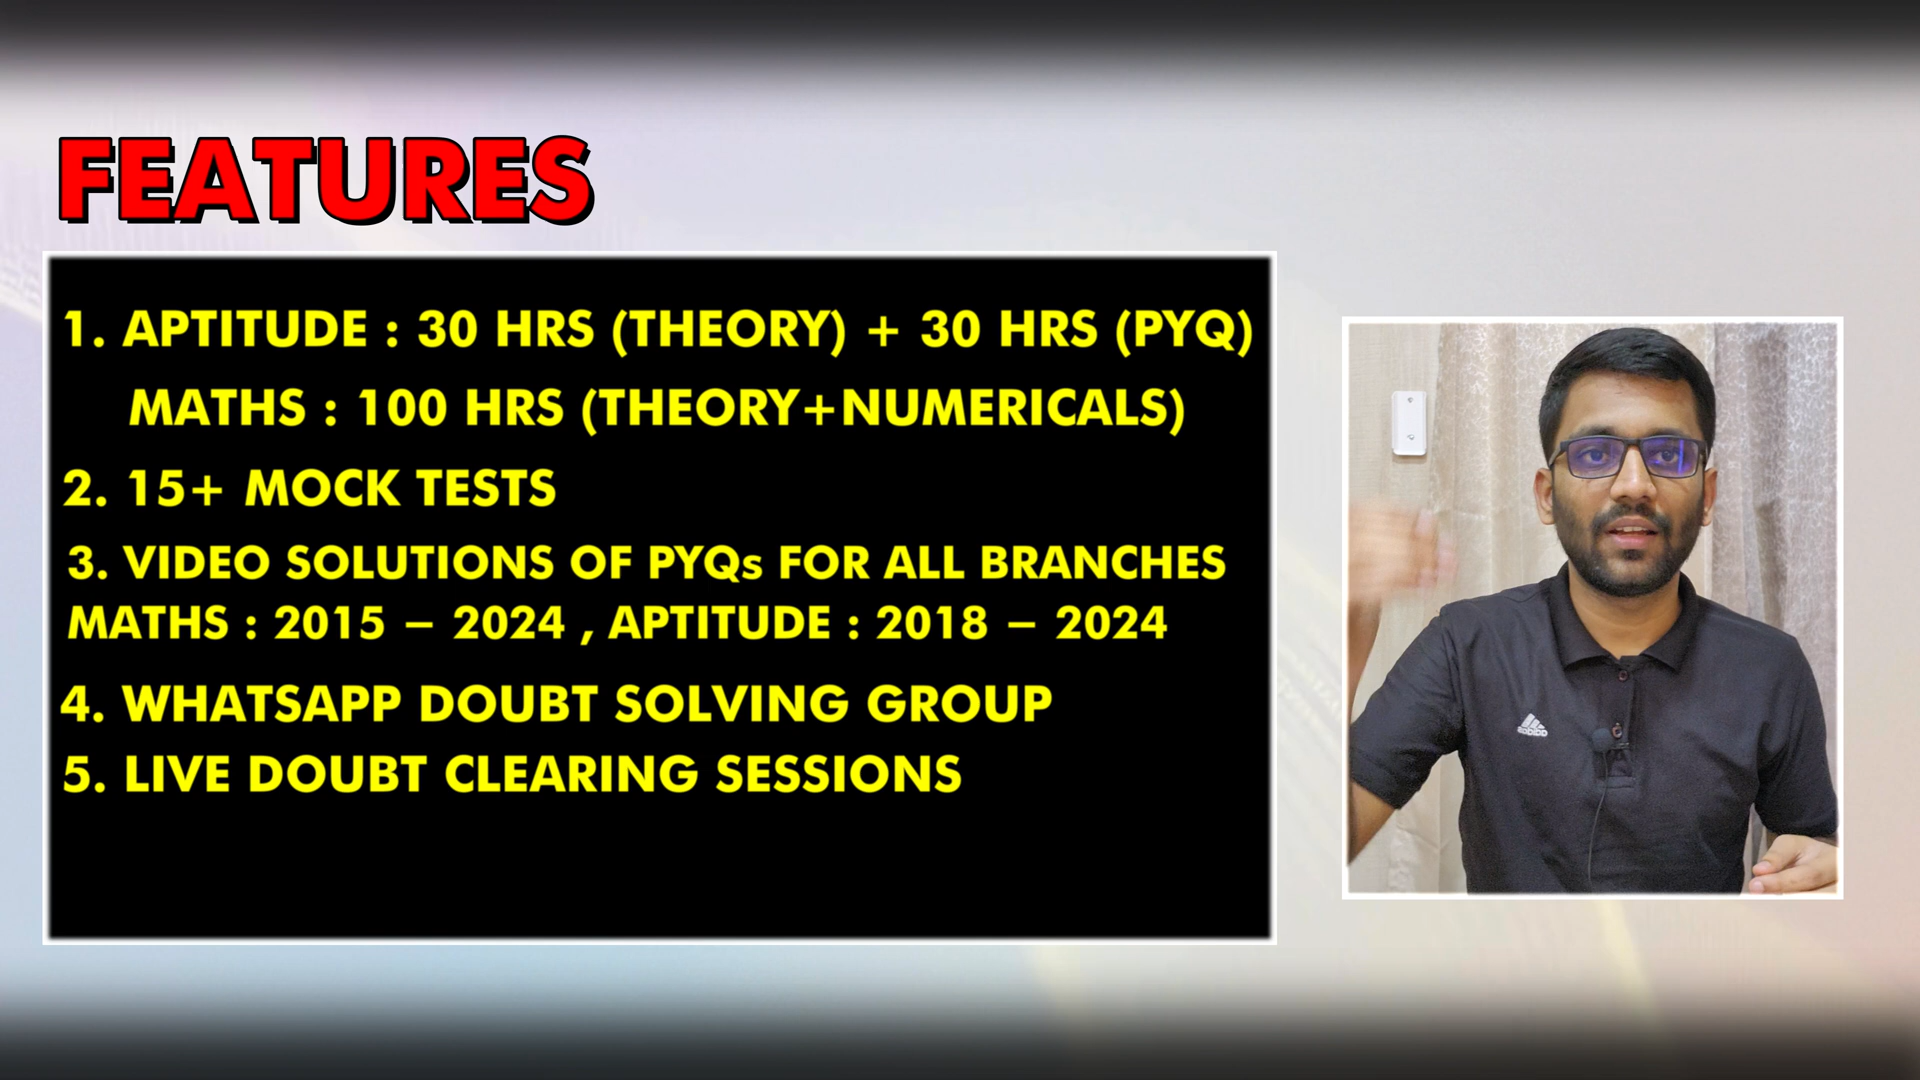 FEATURES
1. APTITUDE : 30 HRS (THEORY) + 30 HRS (PYQ)
MATHS : 100 HRS (THEORY+NUMERICALS)
2. 15+ MOCK TESTS
3. VIDEO SOLUTIONS OF PYQs FOR ALL BRANCHES
MATHS : 2015 – 2024 , APTITUDE : 2018 – 2024
4. WHATSAPP DOUBT SOLVING GROUP
5. LIVE DOUBT CLEARING SESSIONS